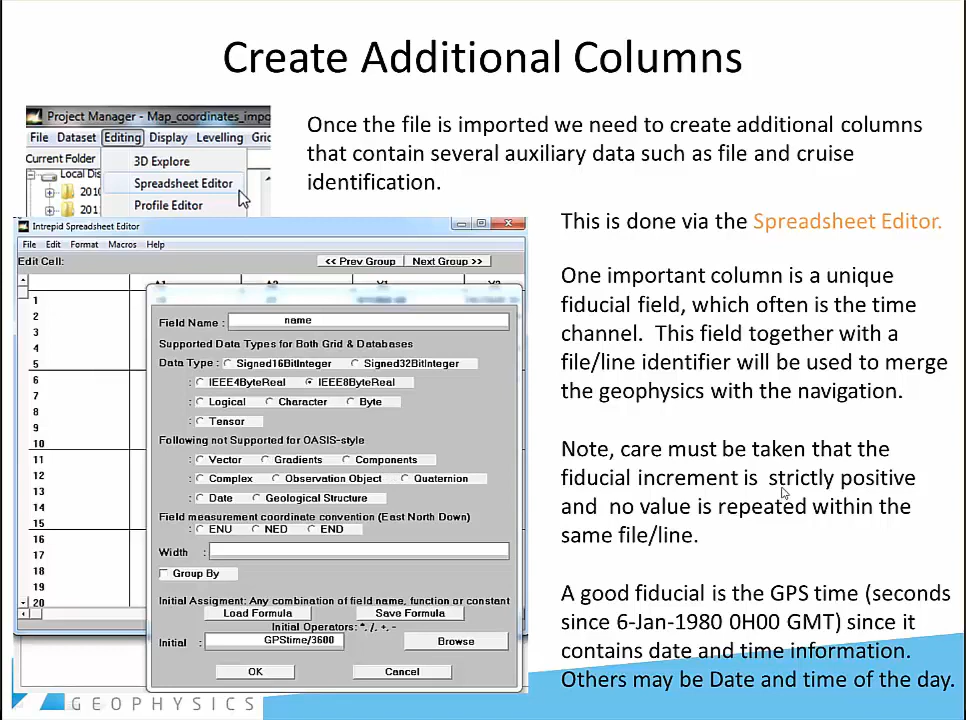 Create Additional Columns
Project Manager - Map_coordinates_impo
File Dataset Editing Display Levelling Gri
Current Folder
3D Explore
Local Dis
Spreadsheet Editor
2010
201
Profile Editor
Once the file is imported we need to create additional columns
that contain several auxiliary data such as file and cruise
identification.
Intrepid Spreadsheet Editor
File Edit Format Macros Help
Edit Cell:
<< Prev Group Next Group >>
1
2
3
4
5
6
7
8
9
10
11
12
13
14
15
16
17
18
19
20
Field Name : name
Supported Data Types for Both Grid & Databases
Data Type : Signed16BitInteger Signed32BitInteger
: IEEE4ByteReal IEEE8ByteReal
: Logical Character Byte
: Tensor
Following not Supported for OASIS-style
: Vector Gradients Components
: Complex Observation Object Quaternion
: Date Geological Structure
Field measurement coordinate convention (East North Down)
: ENU NED END
Width :
Group By
Initial Assigment: Any combination of field name, function or constant
Load Formula Save Formula
Initial Operators: *, /, +, -
Initial : GPStime/3600 Browse
OK Cancel
This is done via the Spreadsheet Editor.
One important column is a unique
fiducial field, which often is the time
channel. This field together with a
file/line identifier will be used to merge
the geophysics with the navigation.
Note, care must be taken that the
fiducial increment is strictly positive
and no value is repeated within the
same file/line.
A good fiducial is the GPS time (seconds
since 6-Jan-1980 0H00 GMT) since it
contains date and time information.
Others may be Date and time of the day.
GEOPHYSICS